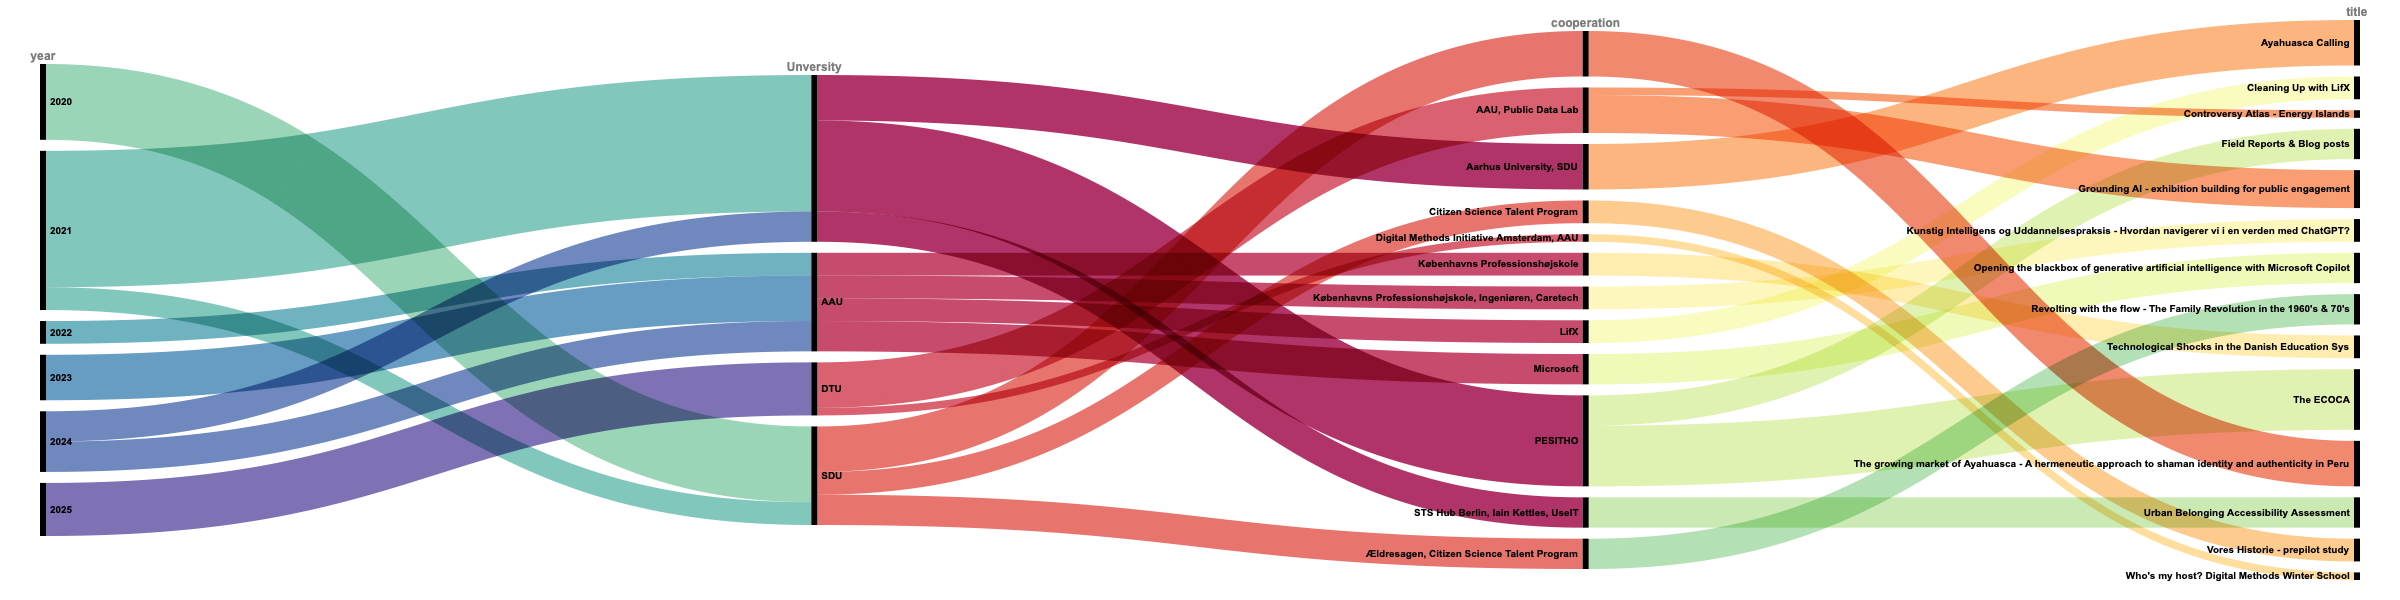 year
2020
2021
2022
2023
2024
2025
Unversity
AAU
DTU
SDU
cooperation
AAU, Public Data Lab
Aarhus University, SDU
Citizen Science Talent Program
Digital Methods Initiative Amsterdam, AAU
Københavns Professionshøjskole
Københavns Professionshøjskole, Ingeniøren, Caretech
LifX
Microsoft
PESITHO
STS Hub Berlin, Iain Kettles, UseIT
Ældresagen, Citizen Science Talent Program
title
Ayahuasca Calling
Cleaning Up with LifX
Controversy Atlas - Energy Islands
Field Reports & Blog posts
Grounding AI - exhibition building for public engagement
Kunstig Intelligens og Uddannelsespraksis - Hvordan navigerer vi i en verden med ChatGPT?
Opening the blackbox of generative artificial intelligence with Microsoft Copilot
Revolting with the flow - The Family Revolution in the 1960's & 70's
Technological Shocks in the Danish Education Sys
The ECOCA
The growing market of Ayahuasca - A hermeneutic approach to shaman identity and authenticity in Peru
Urban Belonging Accessibility Assessment
Vores Historie - prepilot study
Who's my host? Digital Methods Winter School